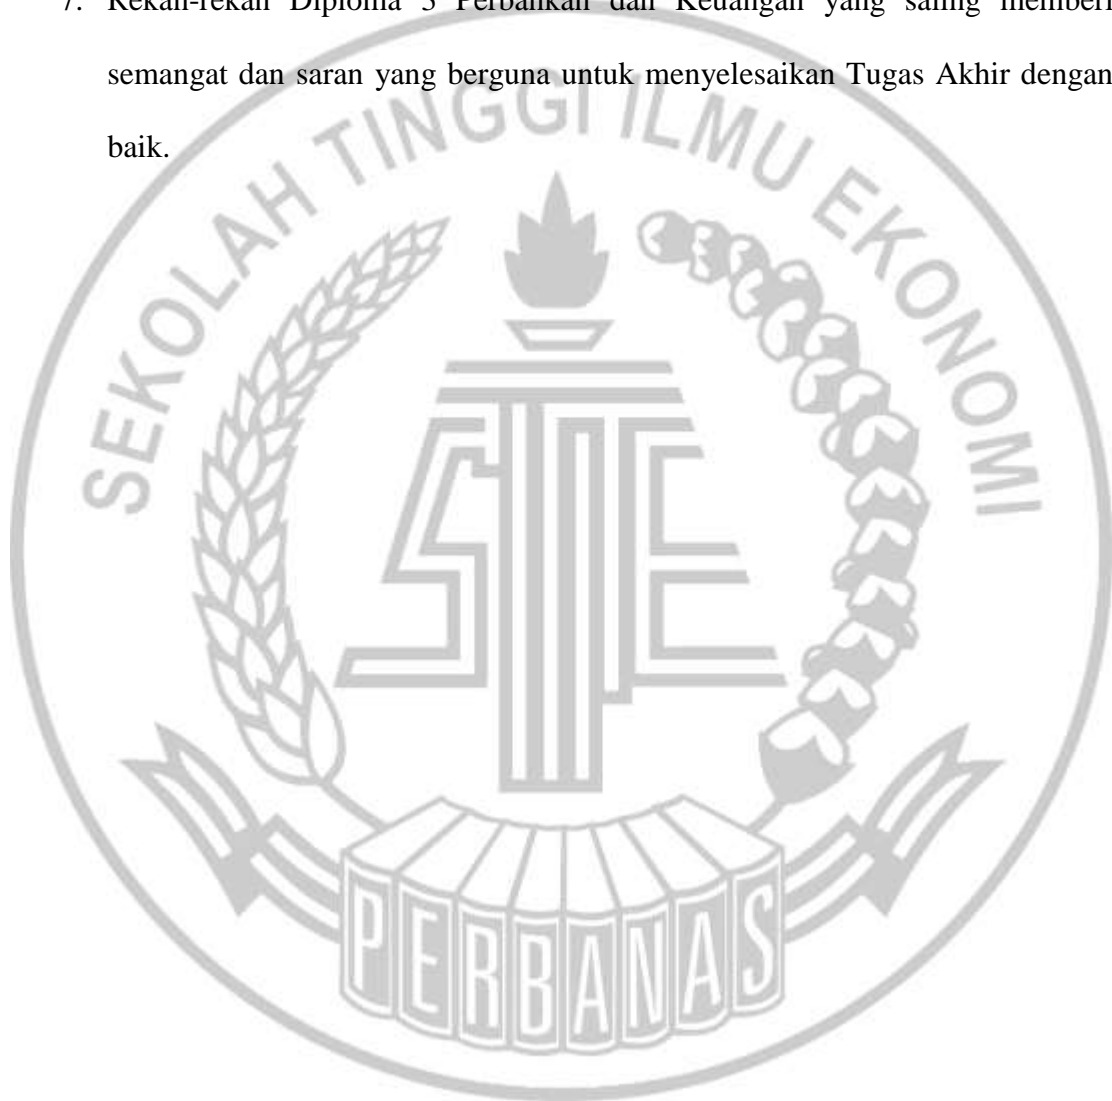 7. Rekan-rekan Diploma 3 Perbankan dan Keuangan yang saling memberi
semangat dan saran yang berguna untuk menyelesaikan Tugas Akhir dengan
baik.
SEKOLAH TINGGI ILMU EKONOMI
STIE
PERBANAS